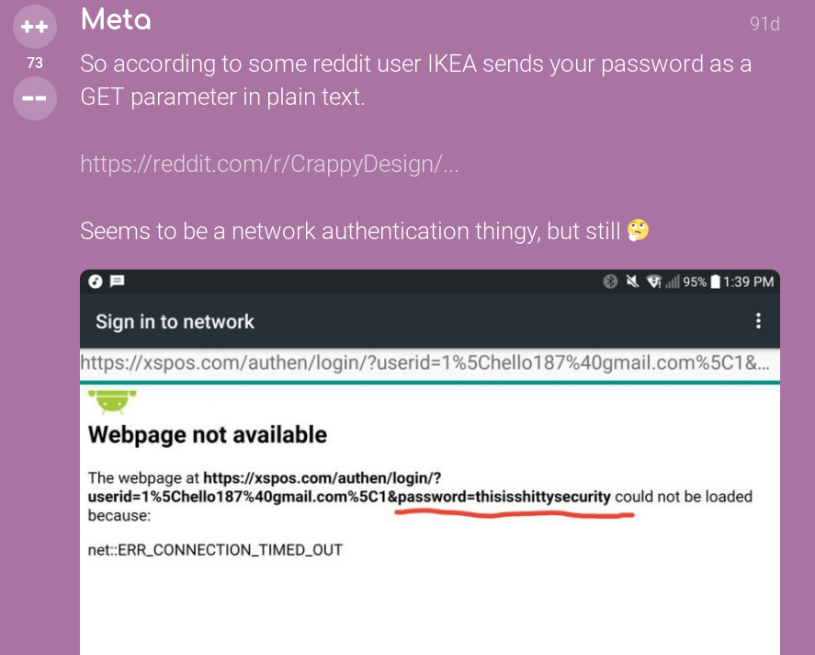 ++
Meta
91d
73
--
So according to some reddit user IKEA sends your password as a
GET parameter in plain text.
https://reddit.com/r/CrappyDesign/...
Seems to be a network authentication thingy, but still 🤔
95% 1:39 PM
Sign in to network
https://xspos.com/authen/login/?userid=1%5Chello187%40gmail.com%5C1&...
Webpage not available
The webpage at https://xspos.com/authen/login/?
userid=1%5Chello187%40gmail.com%5C1&password=thisisshittysecurity could not be loaded
because:
net::ERR_CONNECTION_TIMED_OUT